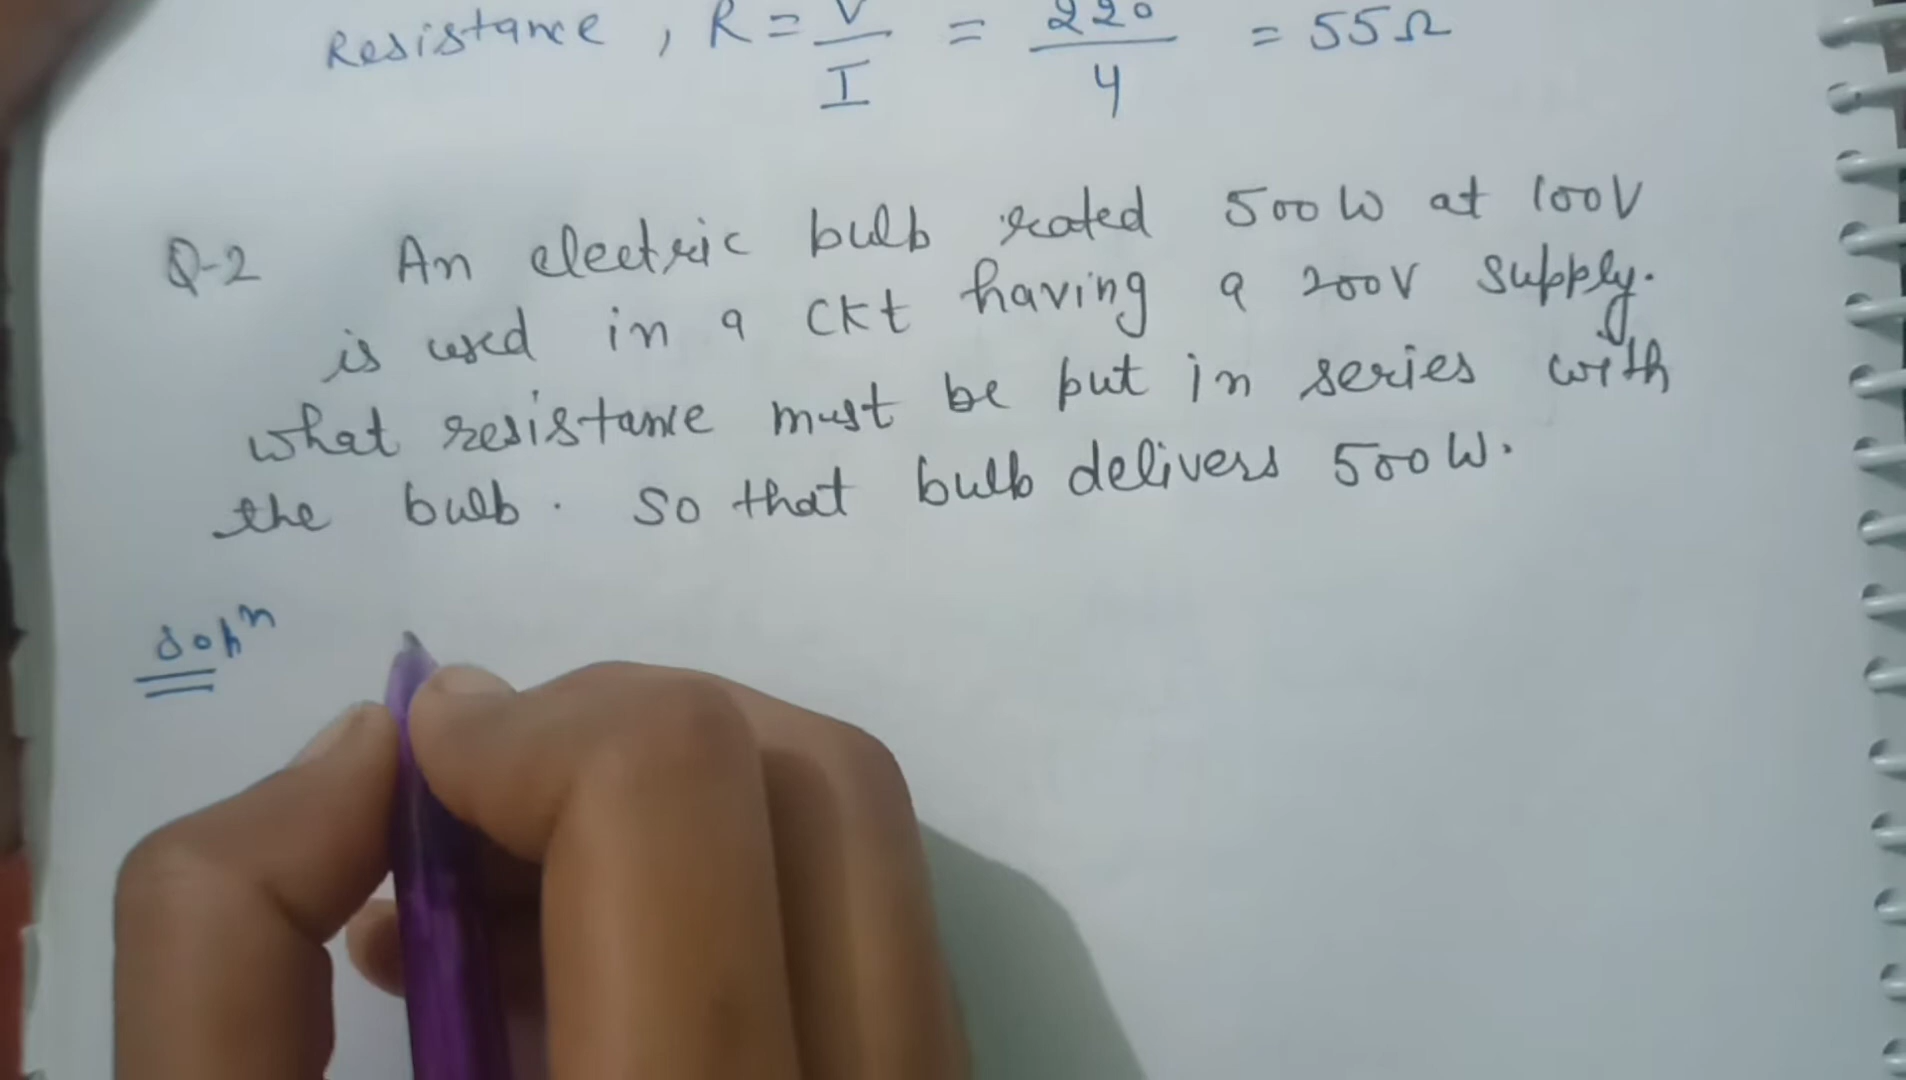 Resistance, R = V/I = 220/4 = 55Ω
Q-2 An electric bulb rated 500W at 100V
is used in a ckt having a 200V supply.
what resistance must be put in series with
the bulb. so that bulb delivers 500W.
Solⁿ